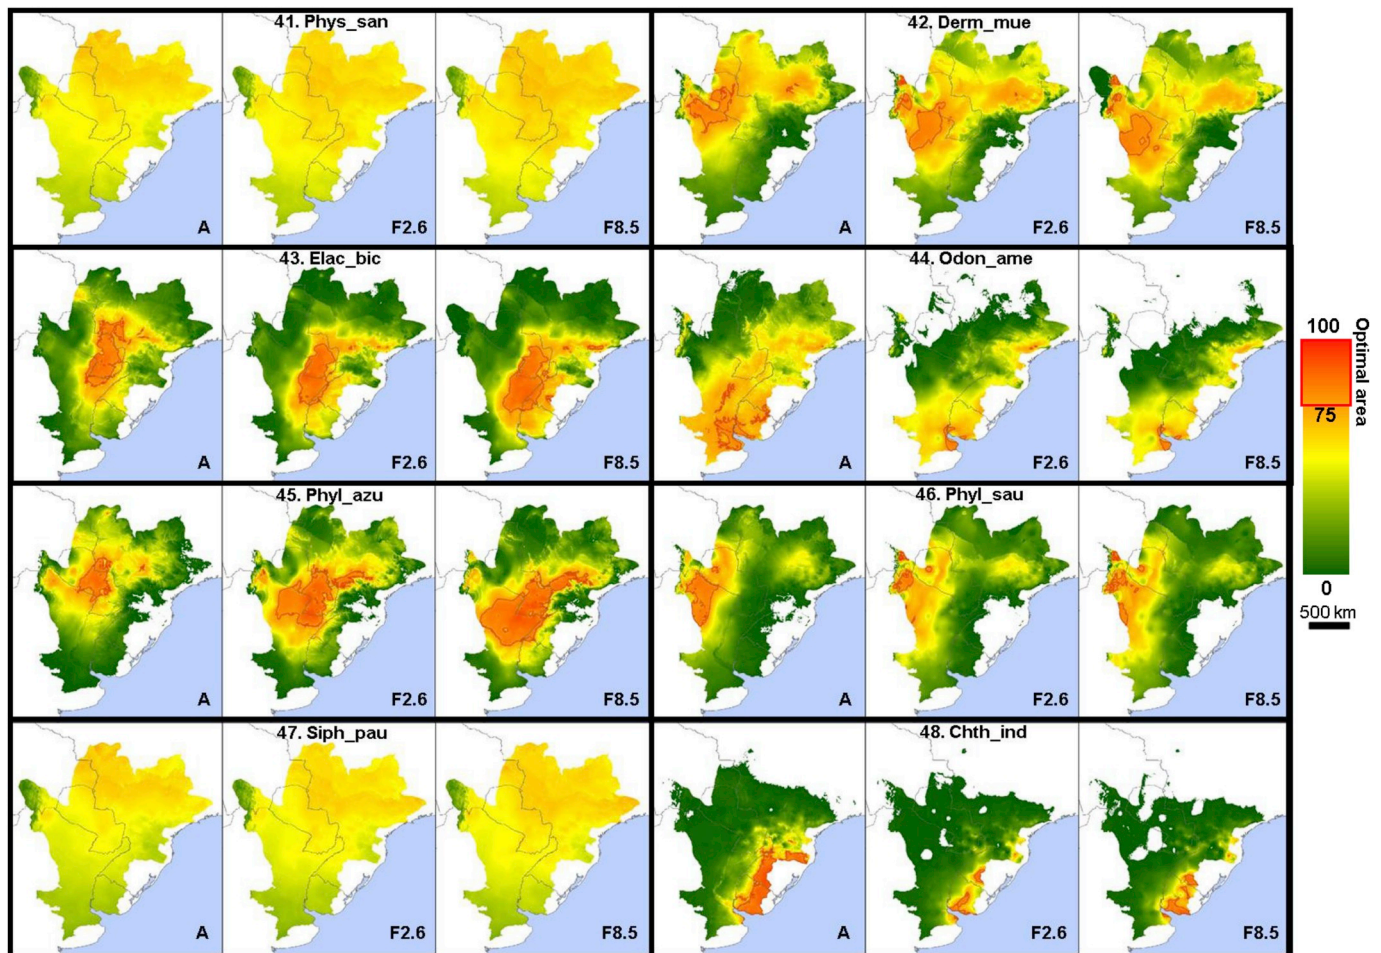 41. Phys_san
A
F2.6
F8.5
42. Derm_mue
A
F2.6
F8.5
43. Elac_bic
A
F2.6
F8.5
44. Odon_ame
A
F2.6
F8.5
45. Phyl_azu
A
F2.6
F8.5
46. Phyl_sau
A
F2.6
F8.5
47. Siph_pau
A
F2.6
F8.5
48. Chth_ind
A
F2.6
F8.5
100
Optimal area
75
0
500 km